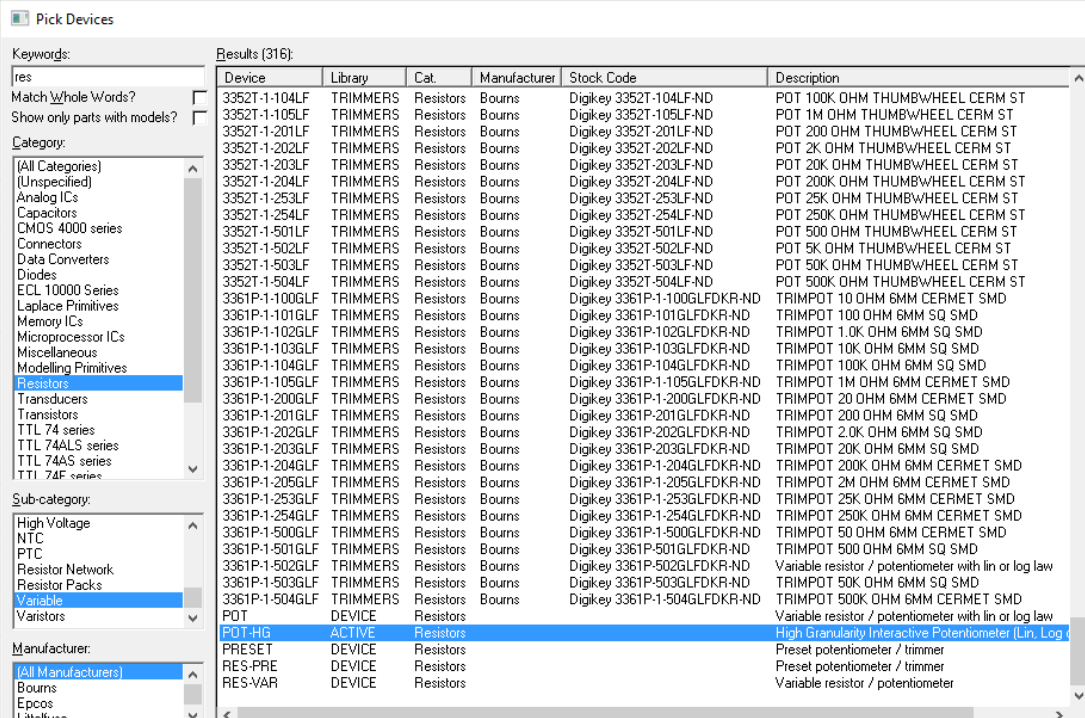 Pick Devices
Keywords:
res
Match Whole Words?
Show only parts with models?
Category:
(All Categories)
(Unspecified)
Analog ICs
Capacitors
CMOS 4000 series
Connectors
Data Converters
Diodes
ECL 10000 Series
Laplace Primitives
Memory ICs
Microprocessor ICs
Miscellaneous
Modelling Primitives
Resistors
Transducers
Transistors
TTL 74 series
TTL 74ALS series
TTL 74AS series
TTL 74F series
Sub-category:
High Voltage
NTC
PTC
Resistor Network
Resistor Packs
Variable
Varistors
Manufacturer:
(All Manufacturers)
Bourns
Epcos
Results (316):
Device Library Cat. Manufacturer Stock Code Description
3352T-1-104LF TRIMMERS Resistors Bourns Digikey 3352T-104LF-ND POT 100K OHM THUMBWHEEL CERM ST
3352T-1-105LF TRIMMERS Resistors Bourns Digikey 3352T-105LF-ND POT 1M OHM THUMBWHEEL CERM ST
3352T-1-201LF TRIMMERS Resistors Bourns Digikey 3352T-201LF-ND POT 200 OHM THUMBWHEEL CERM ST
3352T-1-202LF TRIMMERS Resistors Bourns Digikey 3352T-202LF-ND POT 2K OHM THUMBWHEEL CERM ST
3352T-1-203LF TRIMMERS Resistors Bourns Digikey 3352T-203LF-ND POT 20K OHM THUMBWHEEL CERM ST
3352T-1-204LF TRIMMERS Resistors Bourns Digikey 3352T-204LF-ND POT 200K OHM THUMBWHEEL CERM ST
3352T-1-253LF TRIMMERS Resistors Bourns Digikey 3352T-253LF-ND POT 25K OHM THUMBWHEEL CERM ST
3352T-1-254LF TRIMMERS Resistors Bourns Digikey 3352T-254LF-ND POT 250K OHM THUMBWHEEL CERM ST
3352T-1-501LF TRIMMERS Resistors Bourns Digikey 3352T-501LF-ND POT 500 OHM THUMBWHEEL CERM ST
3352T-1-502LF TRIMMERS Resistors Bourns Digikey 3352T-502LF-ND POT 5K OHM THUMBWHEEL CERM ST
3352T-1-503LF TRIMMERS Resistors Bourns Digikey 3352T-503LF-ND POT 50K OHM THUMBWHEEL CERM ST
3352T-1-504LF TRIMMERS Resistors Bourns Digikey 3352T-504LF-ND POT 500K OHM THUMBWHEEL CERM ST
3361P-1-100GLF TRIMMERS Resistors Bourns Digikey 3361P-1-100GLFDKR-ND TRIMPOT 10 OHM 6MM CERMET SMD
3361P-1-101GLF TRIMMERS Resistors Bourns Digikey 3361P-101GLFDKR-ND TRIMPOT 100 OHM 6MM SQ SMD
3361P-1-102GLF TRIMMERS Resistors Bourns Digikey 3361P-102GLFDKR-ND TRIMPOT 1.0K OHM 6MM SQ SMD
3361P-1-103GLF TRIMMERS Resistors Bourns Digikey 3361P-103GLFDKR-ND TRIMPOT 10K OHM 6MM SQ SMD
3361P-1-104GLF TRIMMERS Resistors Bourns Digikey 3361P-104GLFDKR-ND TRIMPOT 100K OHM 6MM SQ SMD
3361P-1-105GLF TRIMMERS Resistors Bourns Digikey 3361P-1-105GLFDKR-ND TRIMPOT 1M OHM 6MM CERMET SMD
3361P-1-200GLF TRIMMERS Resistors Bourns Digikey 3361P-1-200GLFDKR-ND TRIMPOT 20 OHM 6MM CERMET SMD
3361P-1-201GLF TRIMMERS Resistors Bourns Digikey 3361P-201GLFDKR-ND TRIMPOT 200 OHM 6MM SQ SMD
3361P-1-202GLF TRIMMERS Resistors Bourns Digikey 3361P-202GLFDKR-ND TRIMPOT 2.0K OHM 6MM SQ SMD
3361P-1-203GLF TRIMMERS Resistors Bourns Digikey 3361P-203GLFDKR-ND TRIMPOT 20K OHM 6MM SQ SMD
3361P-1-204GLF TRIMMERS Resistors Bourns Digikey 3361P-1-204GLFDKR-ND TRIMPOT 200K OHM 6MM CERMET SMD
3361P-1-205GLF TRIMMERS Resistors Bourns Digikey 3361P-1-205GLFDKR-ND TRIMPOT 2M OHM 6MM CERMET SMD
3361P-1-253GLF TRIMMERS Resistors Bourns Digikey 3361P-1-253GLFDKR-ND TRIMPOT 25K OHM 6MM CERMET SMD
3361P-1-254GLF TRIMMERS Resistors Bourns Digikey 3361P-1-254GLFDKR-ND TRIMPOT 250K OHM 6MM CERMET SMD
3361P-1-500GLF TRIMMERS Resistors Bourns Digikey 3361P-1-500GLFDKR-ND TRIMPOT 50 OHM 6MM CERMET SMD
3361P-1-501GLF TRIMMERS Resistors Bourns Digikey 3361P-501GLFDKR-ND TRIMPOT 500 OHM 6MM SQ SMD
3361P-1-502GLF TRIMMERS Resistors Bourns Digikey 3361P-502GLFDKR-ND Variable resistor / potentiometer with lin or log law
3361P-1-503GLF TRIMMERS Resistors Bourns Digikey 3361P-503GLFDKR-ND TRIMPOT 50K OHM 6MM SQ SMD
3361P-1-504GLF TRIMMERS Resistors Bourns Digikey 3361P-1-504GLFDKR-ND TRIMPOT 500K OHM 6MM CERMET SMD
POT DEVICE Resistors Variable resistor / potentiometer with lin or log law
POT-HG ACTIVE Resistors High Granularity Interactive Potentiometer (Lin, Log
PRESET DEVICE Resistors Preset potentiometer / trimmer
RES-PRE DEVICE Resistors Preset potentiometer / trimmer
RES-VAR DEVICE Resistors Variable resistor / potentiometer